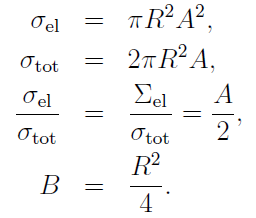 σ_el = πR²A²,
σ_tot = 2πR²A,
σ_el/σ_tot = Σ_el/σ_tot = A/2,
B = R²/4.